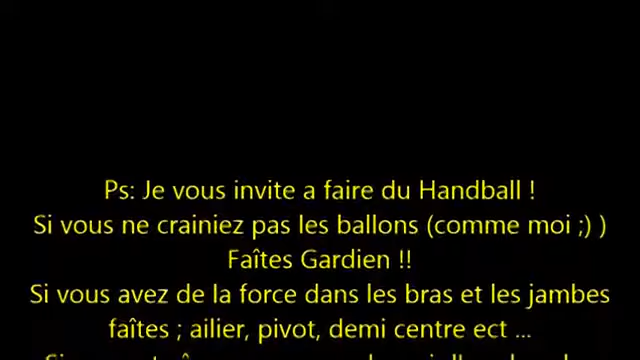 Ps: Je vous invite a faire du Handball !
Si vous ne crainiez pas les ballons (comme moi ;) )
Faîtes Gardien !!
Si vous avez de la force dans les bras et les jambes
faîtes ; ailier, pivot, demi centre ect ...